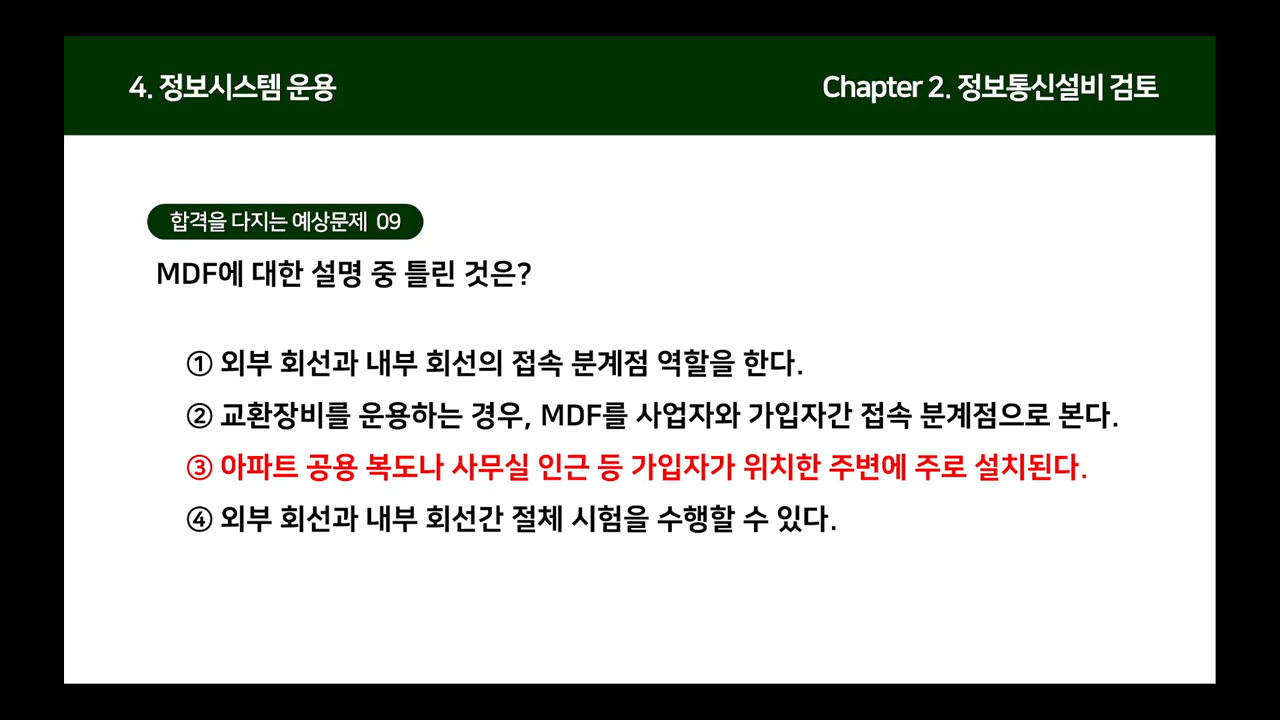 4. 정보시스템 운용
Chapter 2. 정보통신설비 검토
합격을 다지는 예상문제 09
MDF에 대한 설명 중 틀린 것은?
① 외부 회선과 내부 회선의 접속 분계점 역할을 한다.
② 교환장비를 운용하는 경우, MDF를 사업자와 가입자간 접속 분계점으로 본다.
③ 아파트 공용 복도나 사무실 인근 등 가입자가 위치한 주변에 주로 설치된다.
④ 외부 회선과 내부 회선간 절체 시험을 수행할 수 있다.